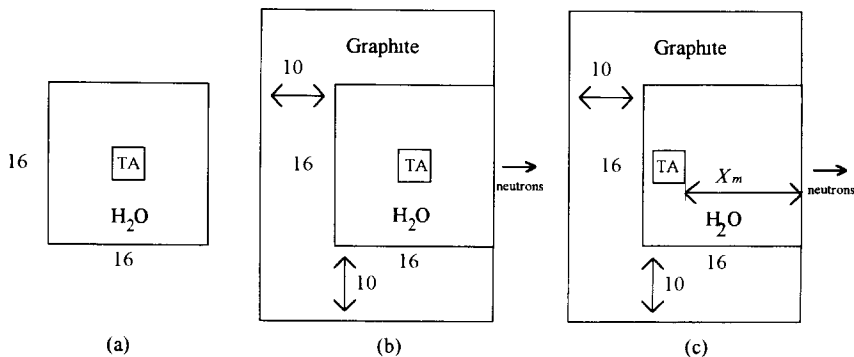 16
TA
H₂O
16
(a)
Graphite
10
16
TA
neutrons
H₂O
16
10
(b)
Graphite
10
16
TA
Xm
neutrons
H₂O
16
10
(c)